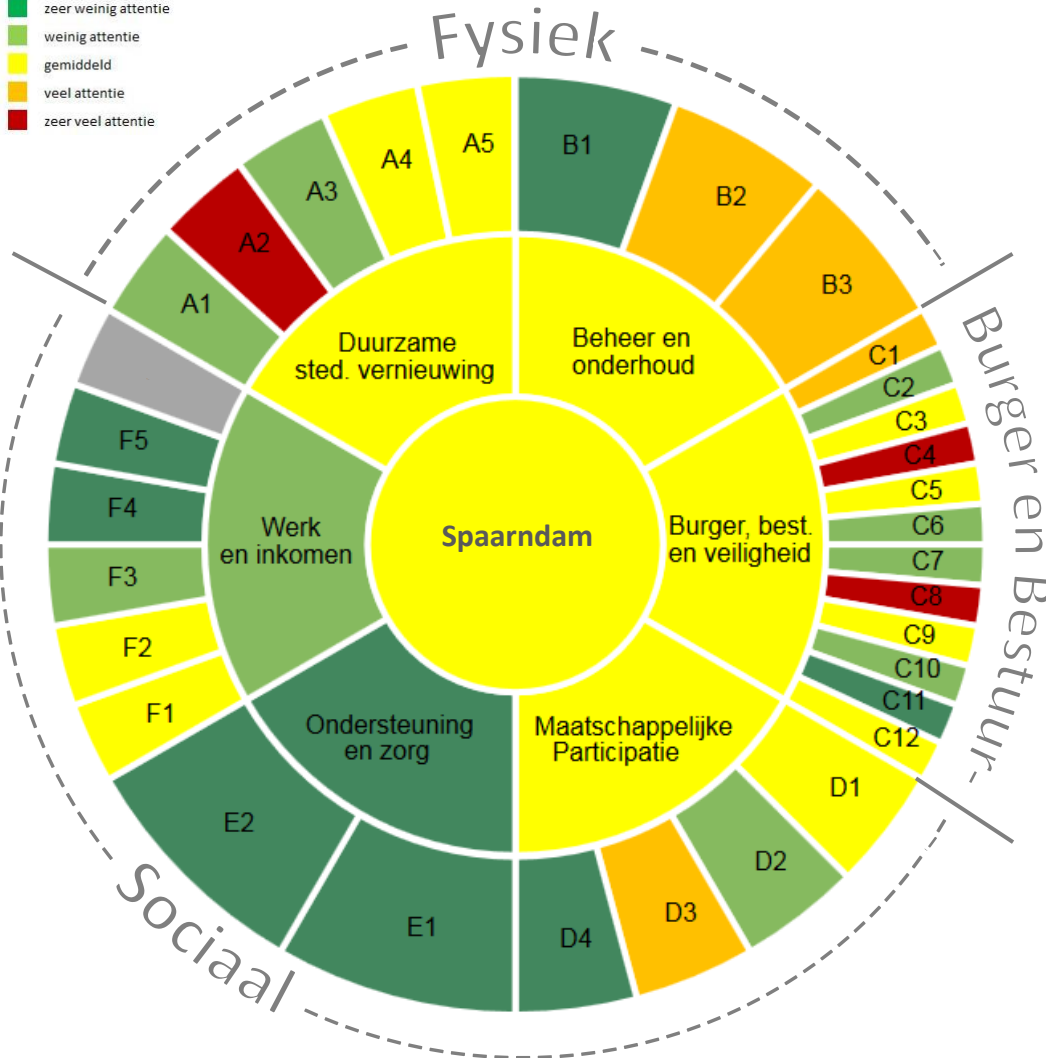 zeer weinig attentie
weinig attentie
gemiddeld
veel attentie
zeer veel attentie
Fysiek
Burger en Bestuur-
Sociaal
A1
A2
A3
A4
A5
B1
B2
B3
C1
C2
C3
C4
C5
C6
C7
C8
C9
C10
C11
C12
D1
D2
D3
D4
E1
E2
F1
F2
F3
F4
F5
Duurzame
sted. vernieuwing
Beheer en
onderhoud
Burger, best.
en veiligheid
Maatschappelijke
Participatie
Ondersteuning
en zorg
Werk
en inkomen
Spaarndam